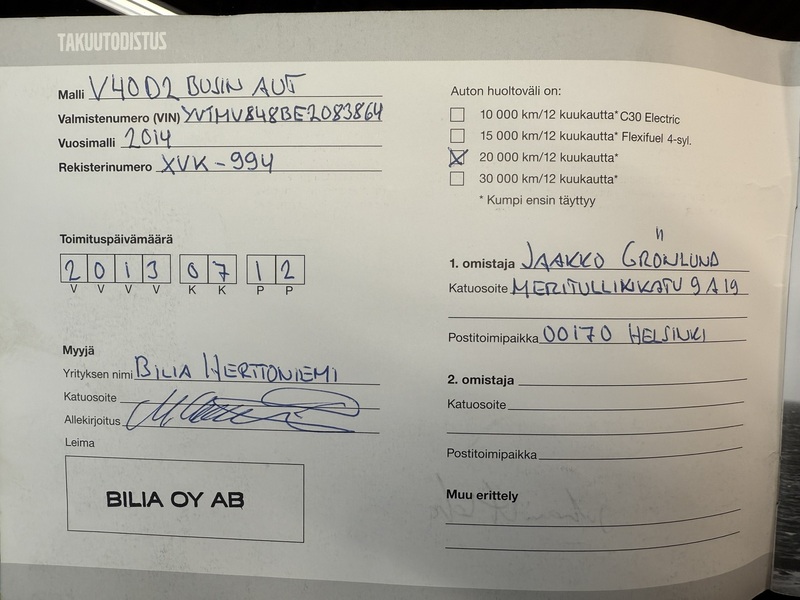 TAKUUTODISTUS
Malli V40D2 BUSIN AUT
Valmistenumero (VIN) YV1MV848BE2083864
Vuosimalli 2014
Rekisterinumero XVK-994
Toimituspäivämäärä
2 0 1 3 0 7 1 2
V V V V K K P P
Myyjä
Yrityksen nimi BILIA HERTTONIEMI
Katuosoite
Allekirjoitus
Leima
BILIA OY AB
Auton huoltoväli on:
10 000 km/12 kuukautta* C30 Electric
15 000 km/12 kuukautta* Flexifuel 4-syl.
20 000 km/12 kuukautta*
30 000 km/12 kuukautta*
* Kumpi ensin täyttyy
1. omistaja JAAKKO GRÖNLUND
Katuosoite MERITULLINKATU 9 A 19
Postitoimipaikka 00170 HELSINKI
2. omistaja
Katuosoite
Postitoimipaikka
Muu erittely